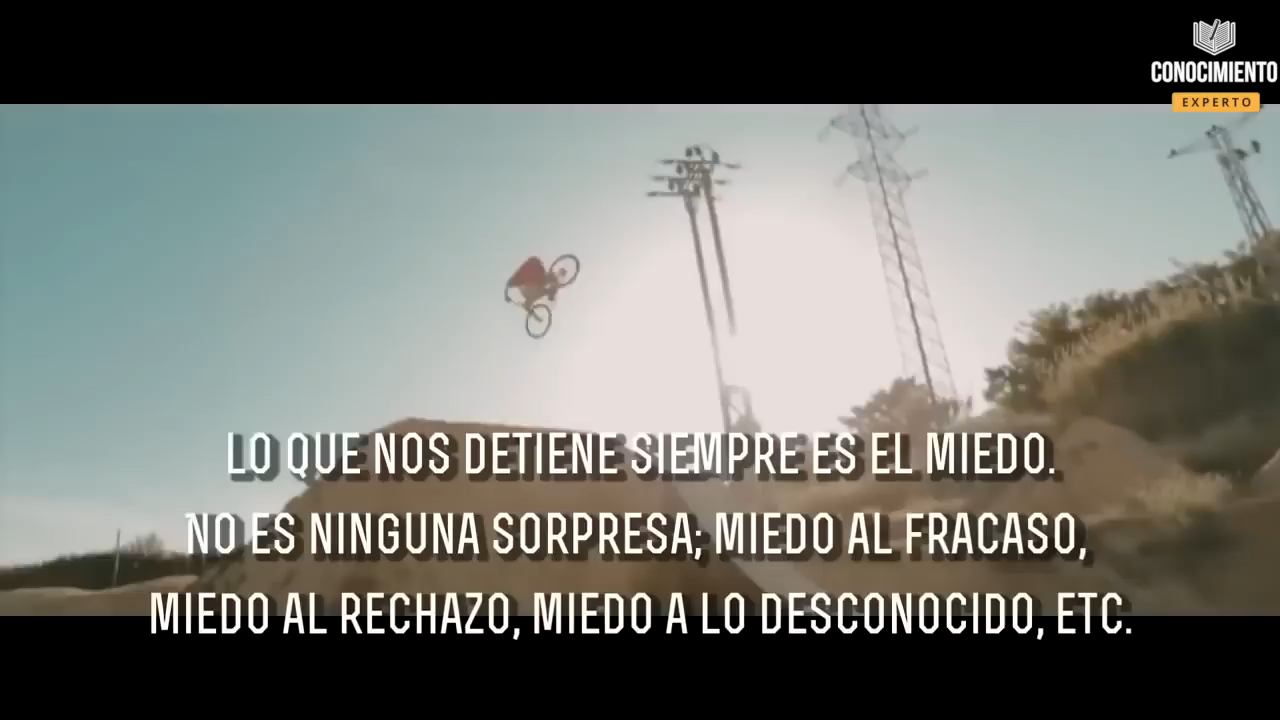 CONOCIMIENTO
EXPERTO
LO QUE NOS DETIENE SIEMPRE ES EL MIEDO.
NO ES NINGUNA SORPRESA; MIEDO AL FRACASO,
MIEDO AL RECHAZO, MIEDO A LO DESCONOCIDO, ETC.